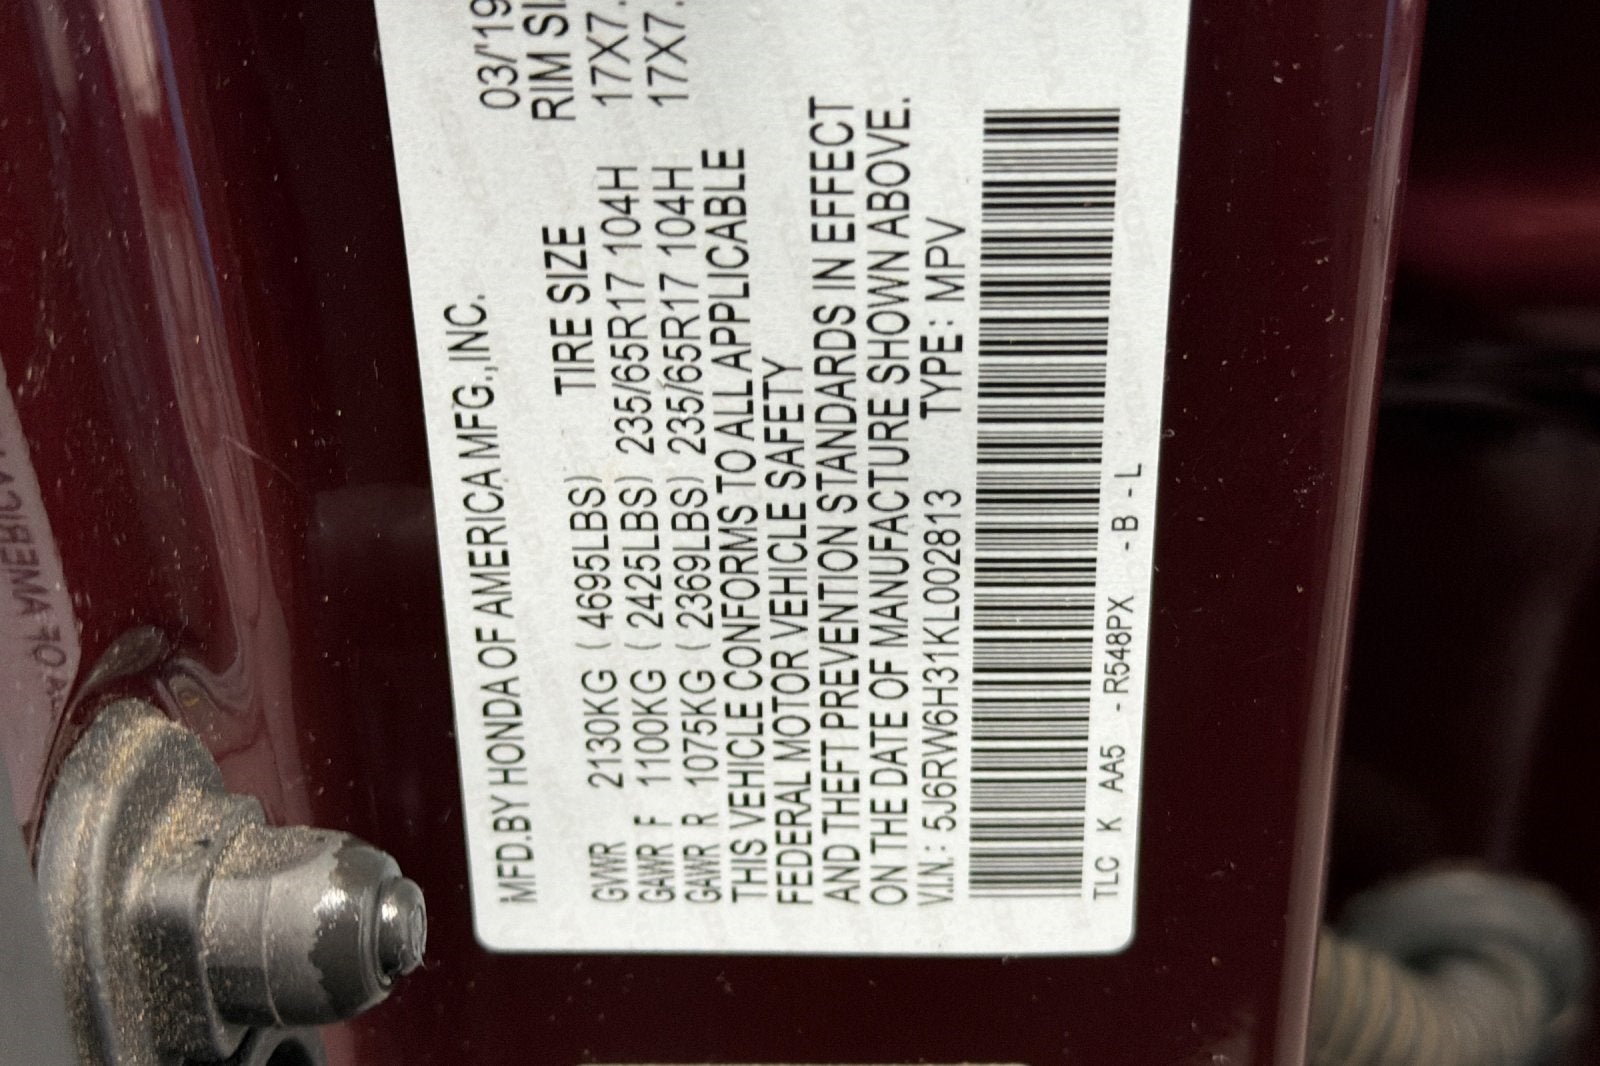 MFD.BY HONDA OF AMERICA MFG.,INC. 03/'19
TIRE SIZE RIM SI
GVWR 2130KG ( 4695LBS)
GAWR F 1100KG ( 2425LBS) 235/65R17 104H 17X7.
GAWR R 1075KG ( 2369LBS) 235/65R17 104H 17X7.
THIS VEHICLE CONFORMS TO ALL APPLICABLE
FEDERAL MOTOR VEHICLE SAFETY
AND THEFT PREVENTION STANDARDS IN EFFECT
ON THE DATE OF MANUFACTURE SHOWN ABOVE.
V.I.N.: 5J6RW6H31KL002813 TYPE: MPV
TLC K AA5 -R548PX -B-L
OF AMERICA